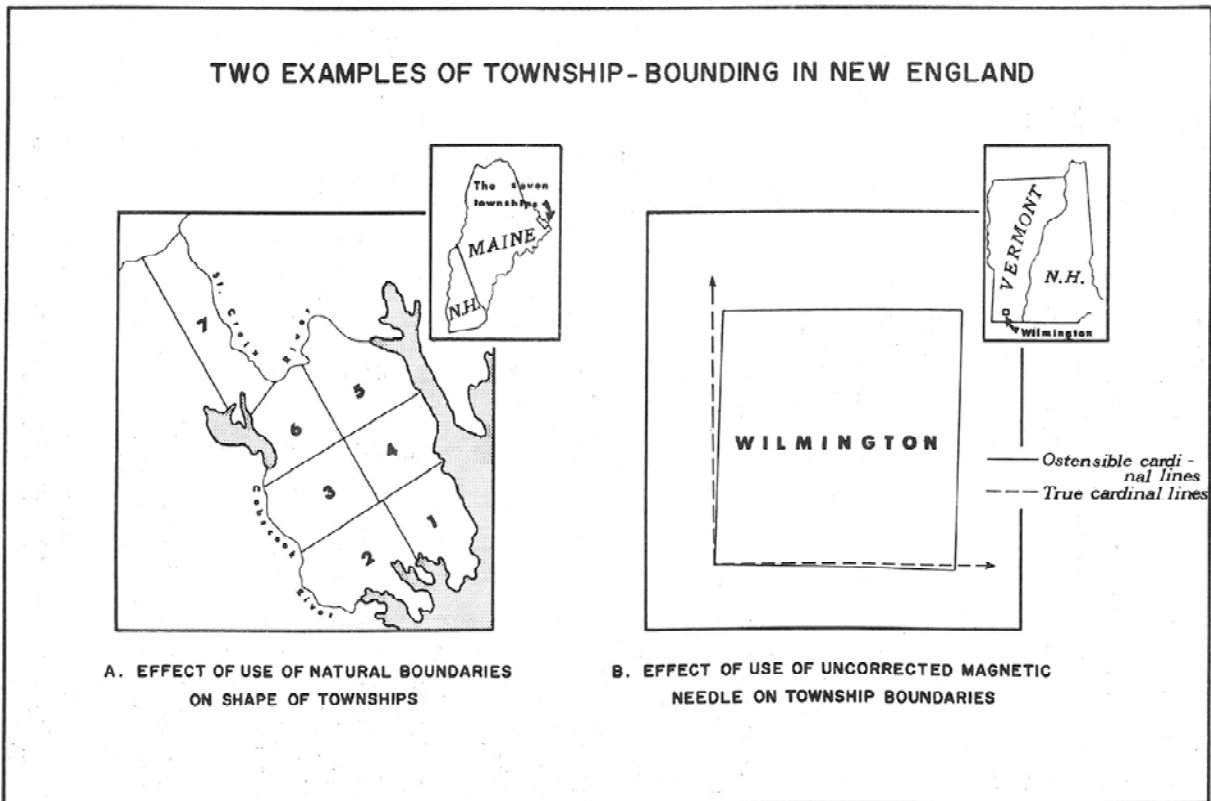 TWO EXAMPLES OF TOWNSHIP-BOUNDING IN NEW ENGLAND
The seven
townships
MAINE
N.H.
St. Croix River
7
5
6
4
3
1
2
Cobscook River
A. EFFECT OF USE OF NATURAL BOUNDARIES
ON SHAPE OF TOWNSHIPS
VERMONT
N.H.
Wilmington
WILMINGTON
Ostensible cardi-
nal lines
True cardinal lines
B. EFFECT OF USE OF UNCORRECTED MAGNETIC
NEEDLE ON TOWNSHIP BOUNDARIES